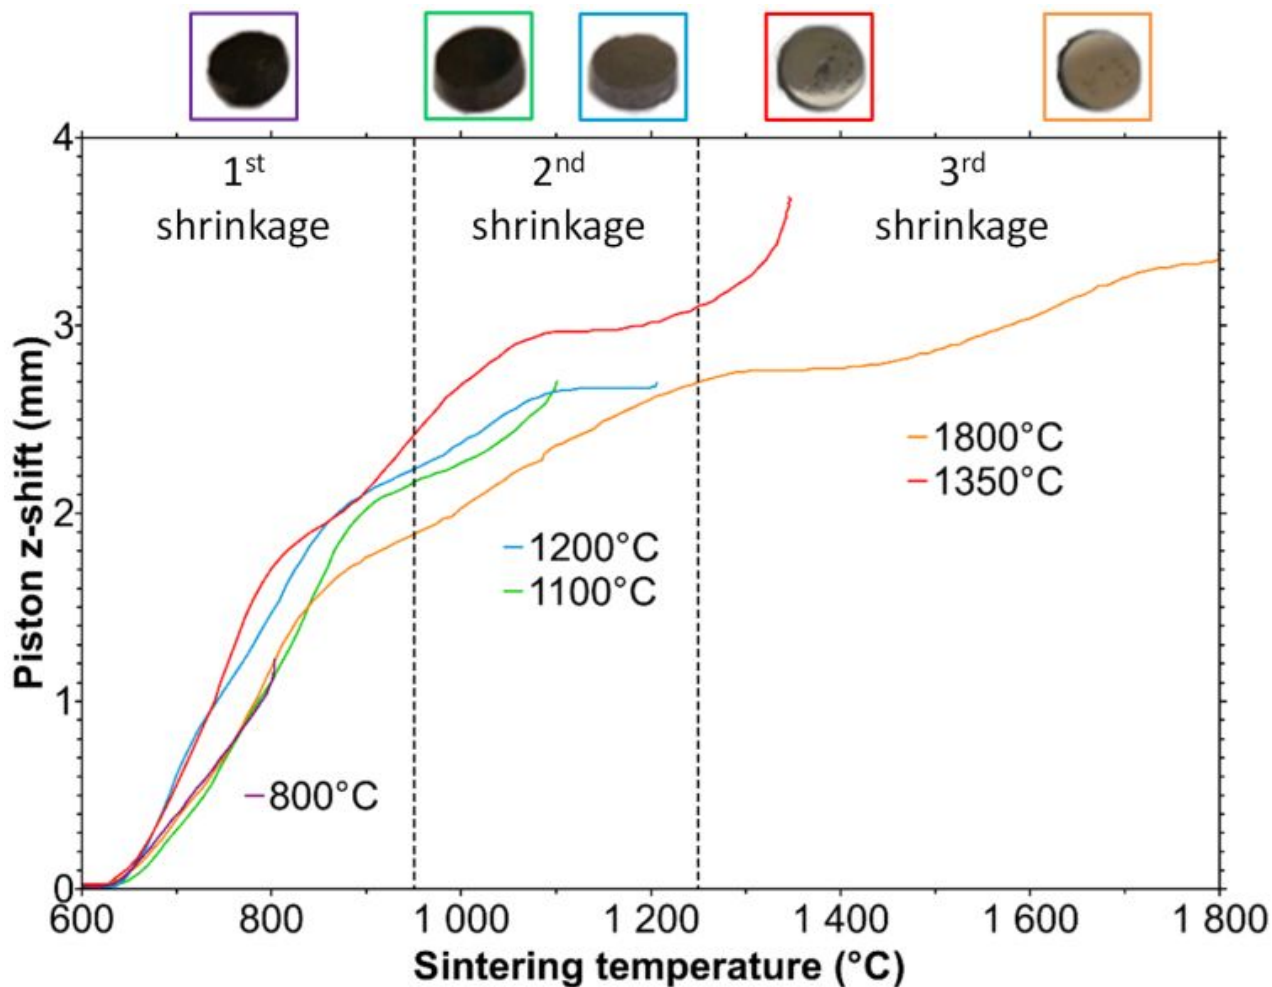 4
1st
shrinkage
2nd
shrinkage
3rd
shrinkage
3
2
1
0
Piston z-shift (mm)
1800°C
1350°C
1200°C
1100°C
800°C
600
800
1 000
1 200
1 400
1 600
1 800
Sintering temperature (°C)